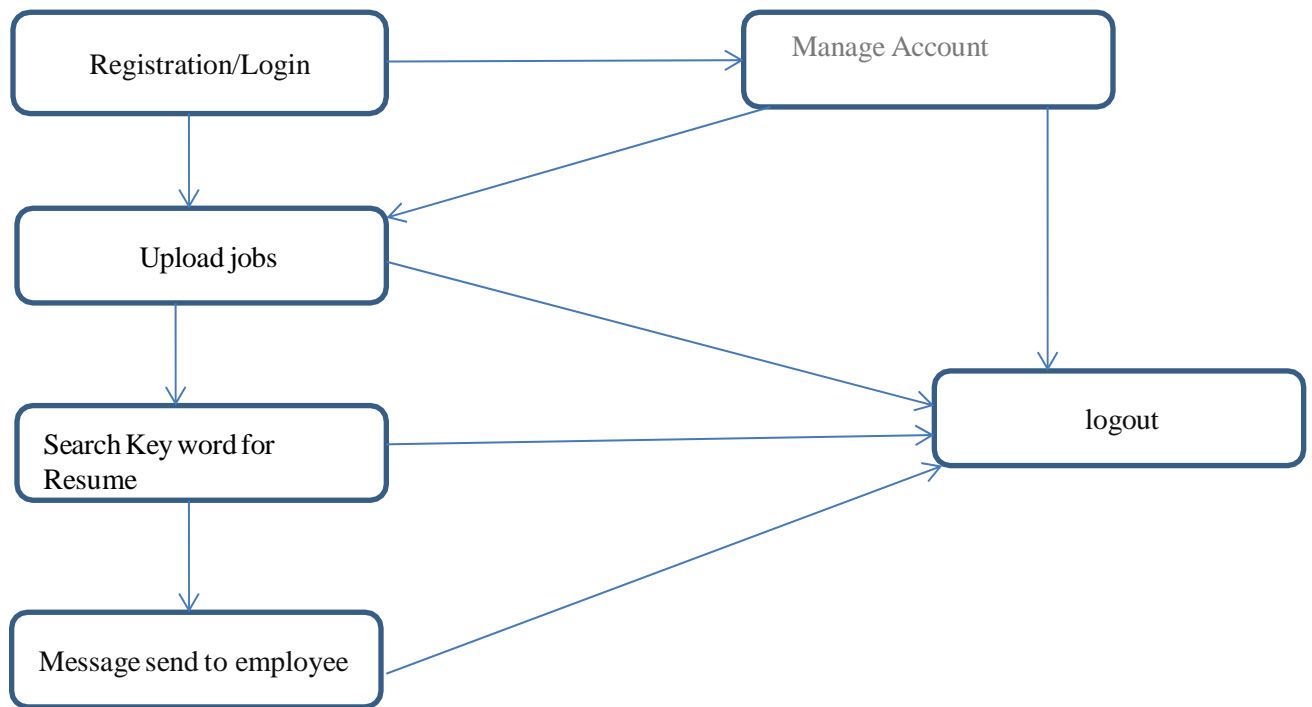 Registration/Login
Manage Account
Upload jobs
Search Key word for
Resume
logout
Message send to employee